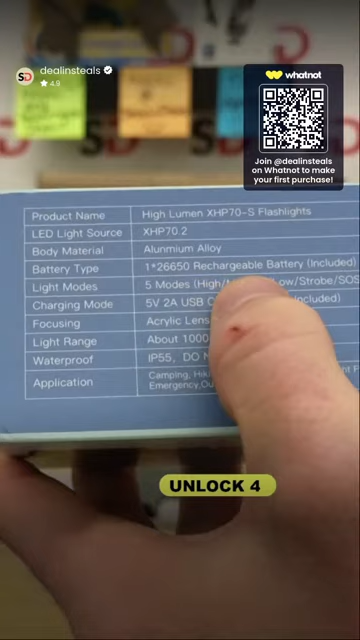 dealinsteals
4.9
whatnot
Join @dealinsteals
on Whatnot to make
your first purchase!
Product Name High Lumen XHP70-S Flashlights
LED Light Source XHP70.2
Body Material Alunmium Alloy
Battery Type 1*26650 Rechargeable Battery (Included)
Light Modes 5 Modes (High/ /Strobe/SOS
Charging Mode 5V 2A USB (Included)
Focusing Acrylic Lens
Light Range About 1000
Waterproof IP55, DO
Application Camping,
Emergency,
UNLOCK 4